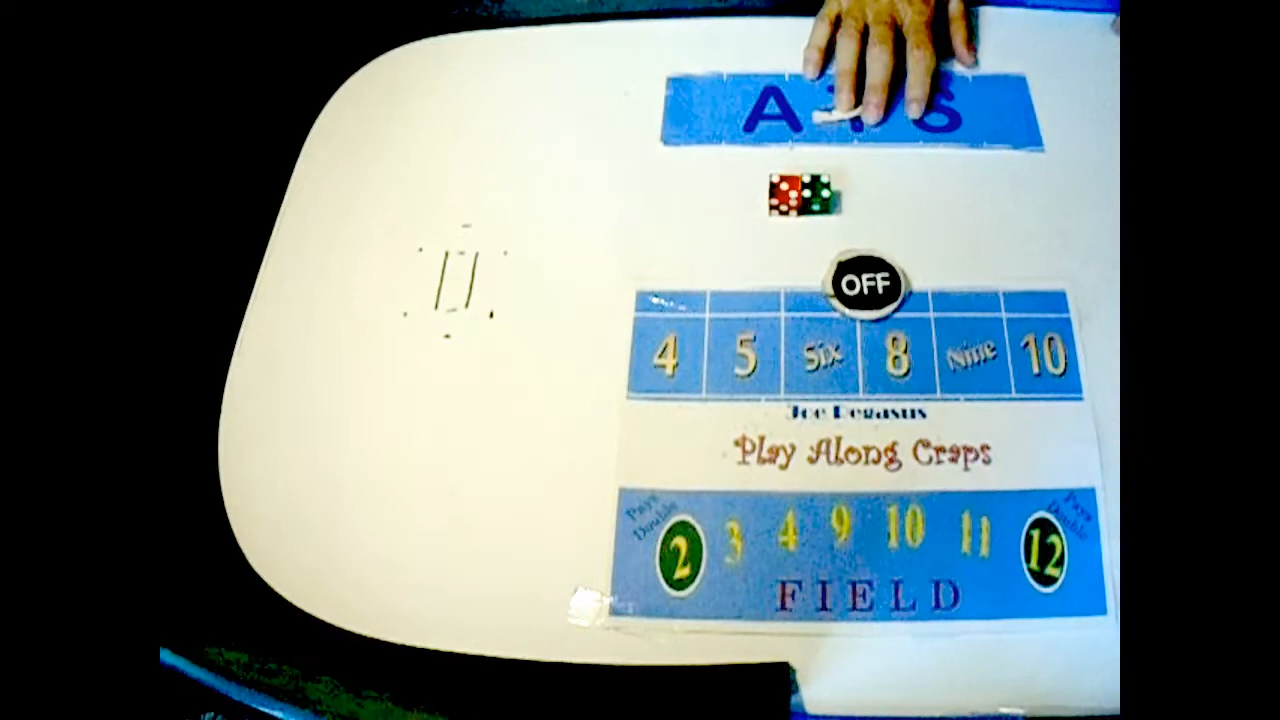 A S
OFF
4 5 Six 8 Nine 10
Joe Pegasus
Play Along Craps
Pays Double 2 3 4 9 10 11 12 Pays Double
FIELD